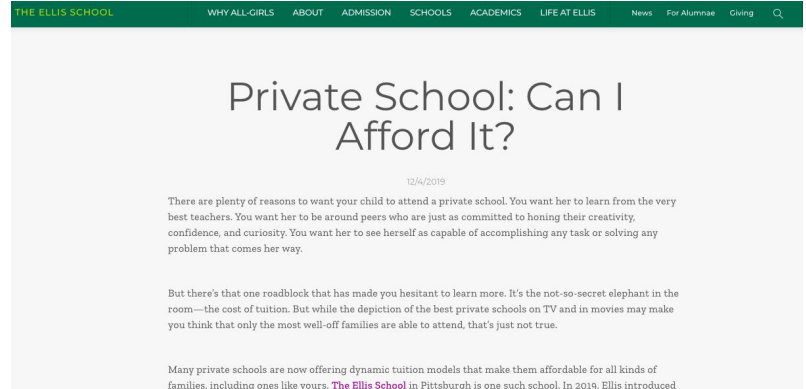 THE ELLIS SCHOOL
WHY ALL-GIRLS ABOUT ADMISSION SCHOOLS ACADEMICS LIFE AT ELLIS News For Alumnae Giving
Private School: Can I
Afford It?
12/4/2019
There are plenty of reasons to want your child to attend a private school. You want her to learn from the very
best teachers. You want her to be around peers who are just as committed to honing their creativity,
confidence, and curiosity. You want her to see herself as capable of accomplishing any task or solving any
problem that comes her way.
But there's that one roadblock that has made you hesitant to learn more. It's the not-so-secret elephant in the
room—the cost of tuition. But while the depiction of the best private schools on TV and in movies may make
you think that only the most well-off families are able to attend, that's just not true.
Many private schools are now offering dynamic tuition models that make them affordable for all kinds of
families, including ones like yours. The Ellis School in Pittsburgh is one such school. In 2019, Ellis introduced